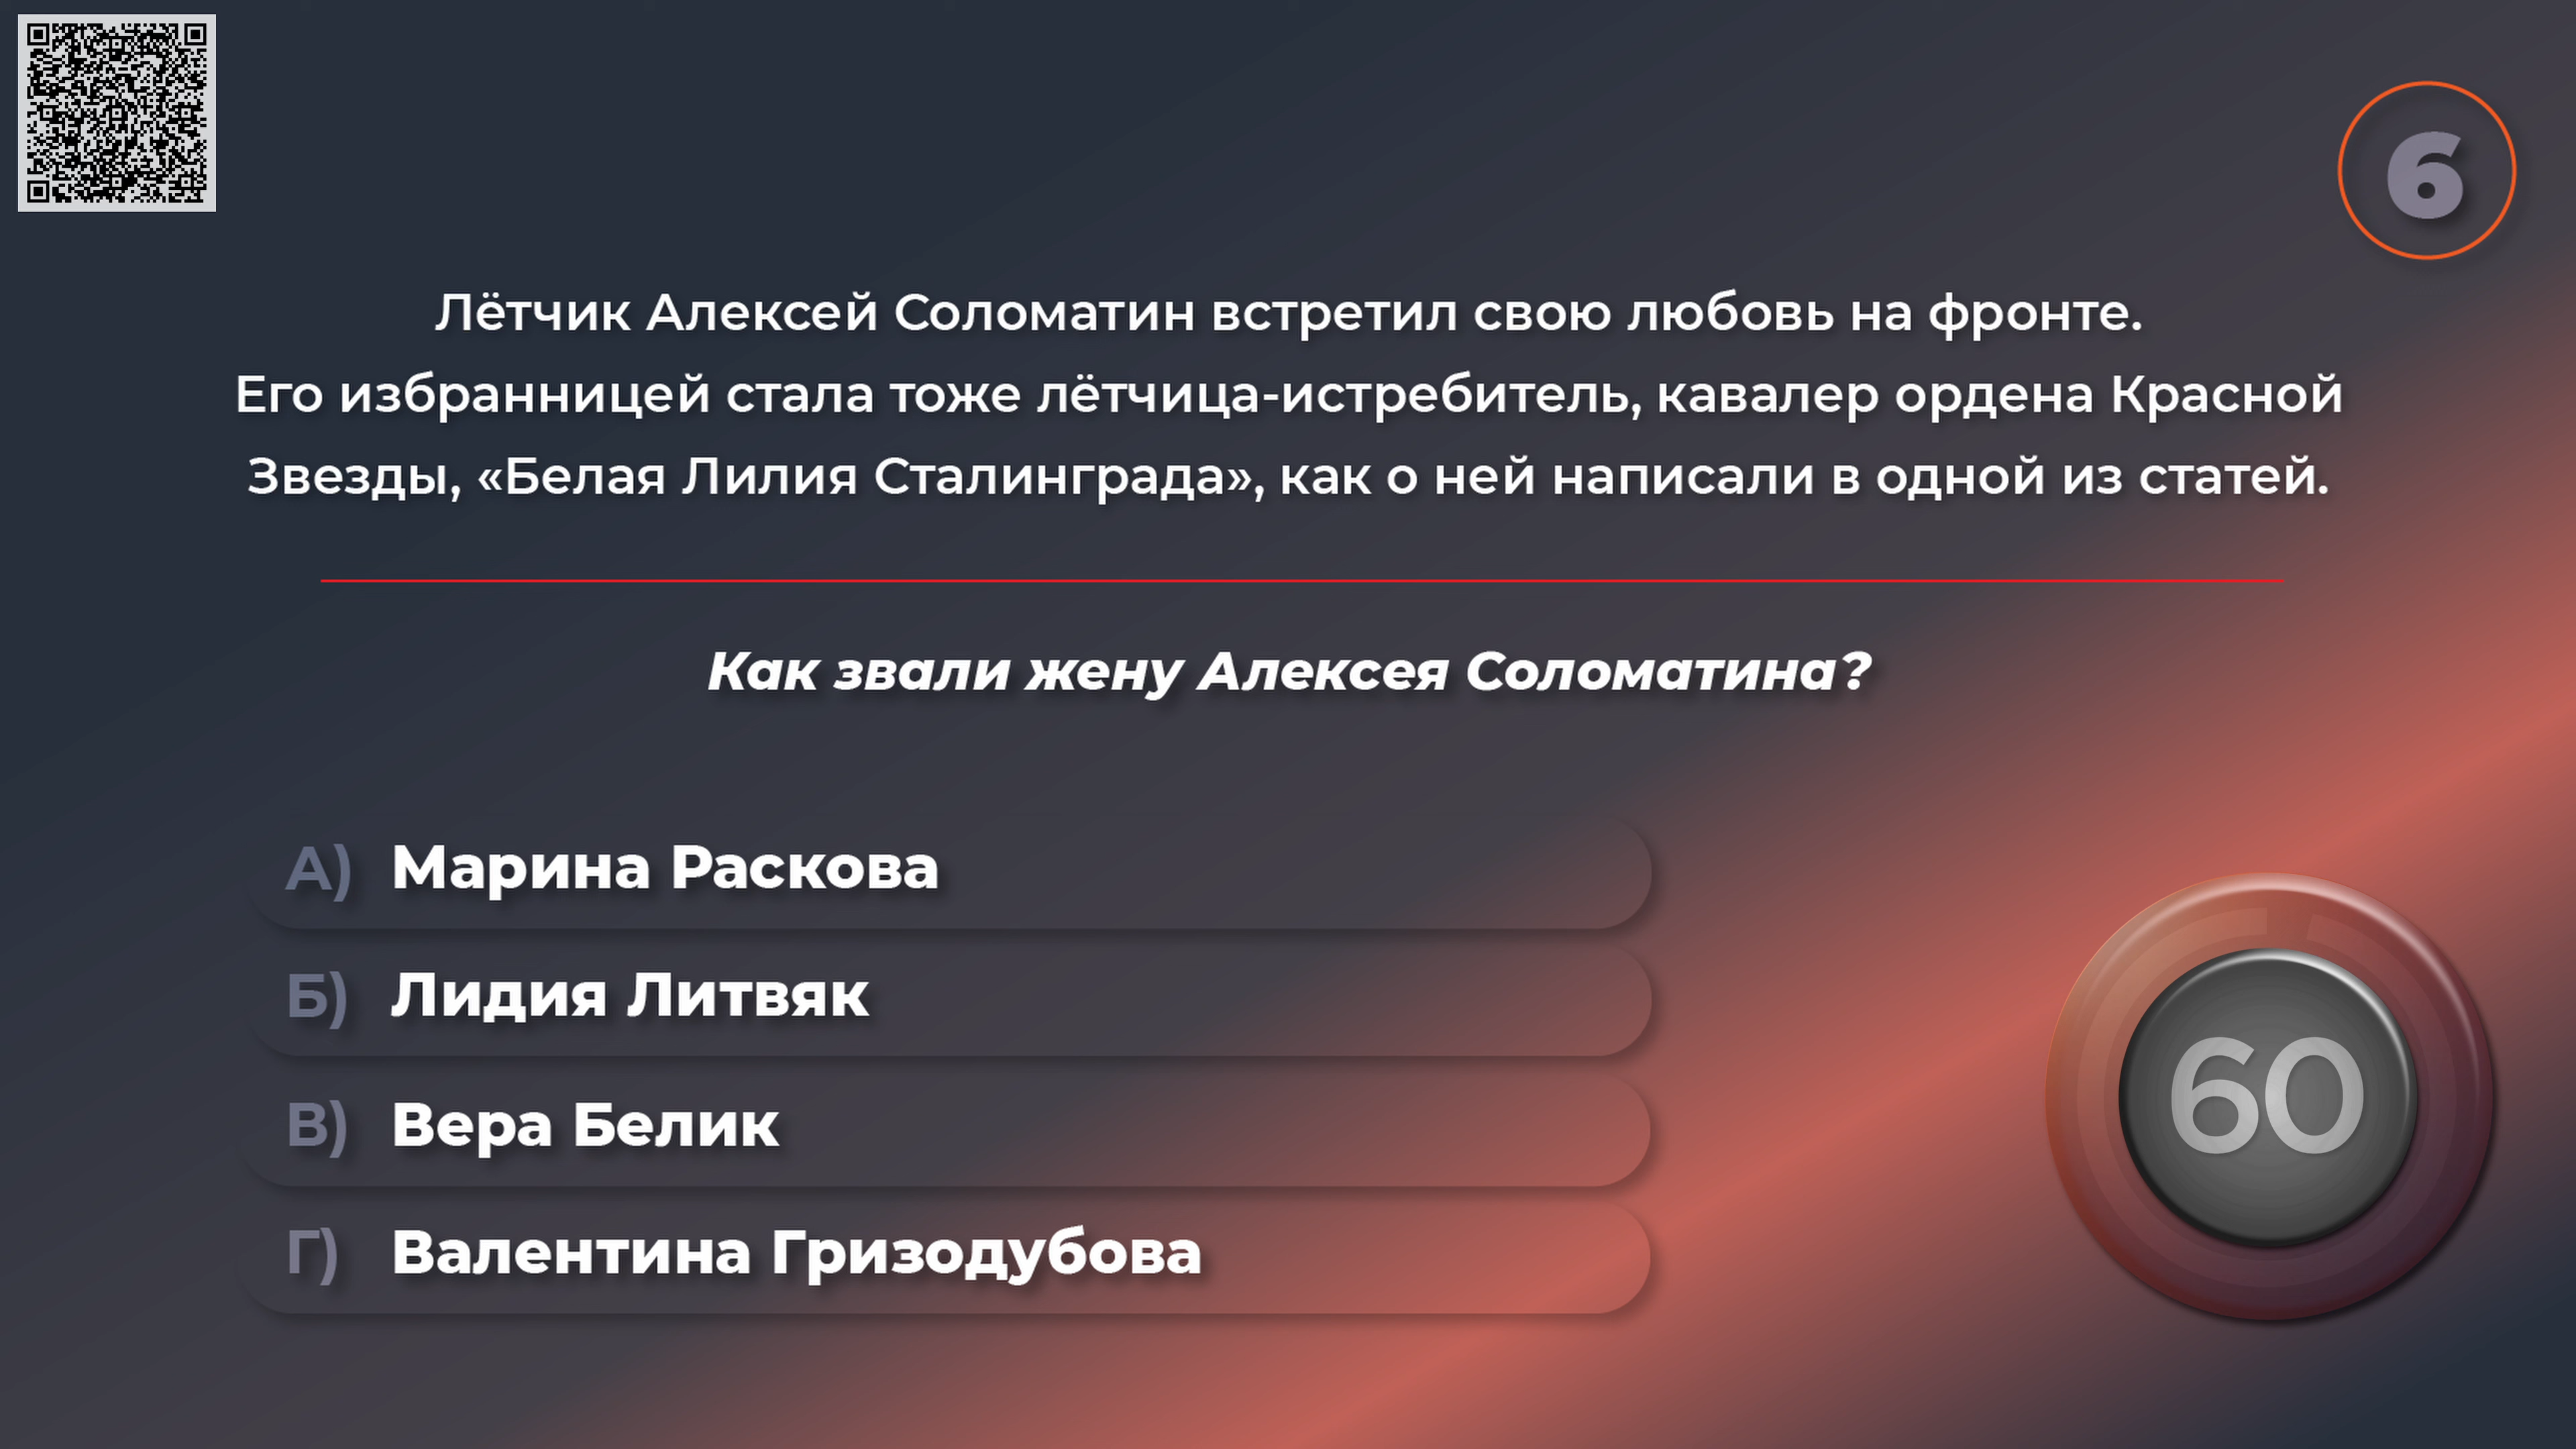 6
Лётчик Алексей Соломатин встретил свою любовь на фронте.
Его избранницей стала тоже лётчица-истребитель, кавалер ордена Красной
Звезды, «Белая Лилия Сталинграда», как о ней написали в одной из статей.
Как звали жену Алексея Соломатина?
А) Марина Раскова
Б) Лидия Литвяк
В) Вера Белик
Г) Валентина Гризодубова
60